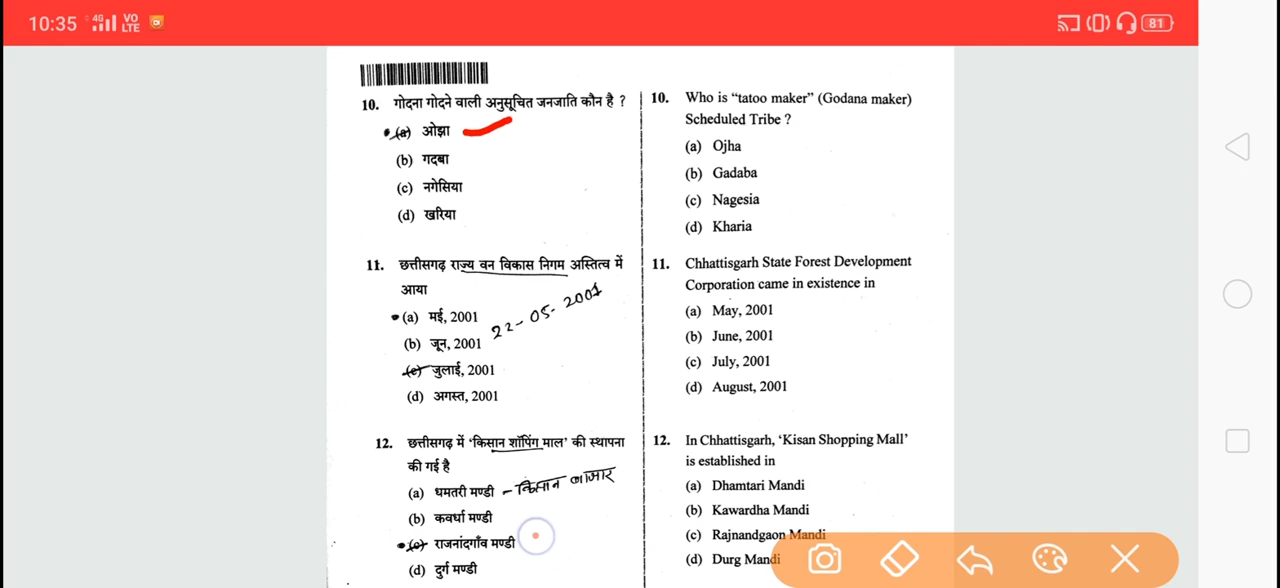 10:35 4G VO LTE 81
10. गोदना गोदने वाली अनुसूचित जनजाति कौन है ?
(a) ओझा
(b) गदबा
(c) नगेसिया
(d) खरिया
11. छत्तीसगढ़ राज्य वन विकास निगम अस्तित्व में
आया
(a) मई, 2001
22-05-2001
(b) जून, 2001
(c) जुलाई, 2001
(d) अगस्त, 2001
12. छत्तीसगढ़ में ‘किसान शॉपिंग माल’ की स्थापना
की गई है
(a) धमतरी मण्डी – किसान बाजार
(b) कवर्धा मण्डी
(c) राजनांदगाँव मण्डी
(d) दुर्ग मण्डी
10. Who is “tatoo maker” (Godana maker)
Scheduled Tribe ?
(a) Ojha
(b) Gadaba
(c) Nagesia
(d) Kharia
11. Chhattisgarh State Forest Development
Corporation came in existence in
(a) May, 2001
(b) June, 2001
(c) July, 2001
(d) August, 2001
12. In Chhattisgarh, ‘Kisan Shopping Mall’
is established in
(a) Dhamtari Mandi
(b) Kawardha Mandi
(c) Rajnandgaon Mandi
(d) Durg Mandi